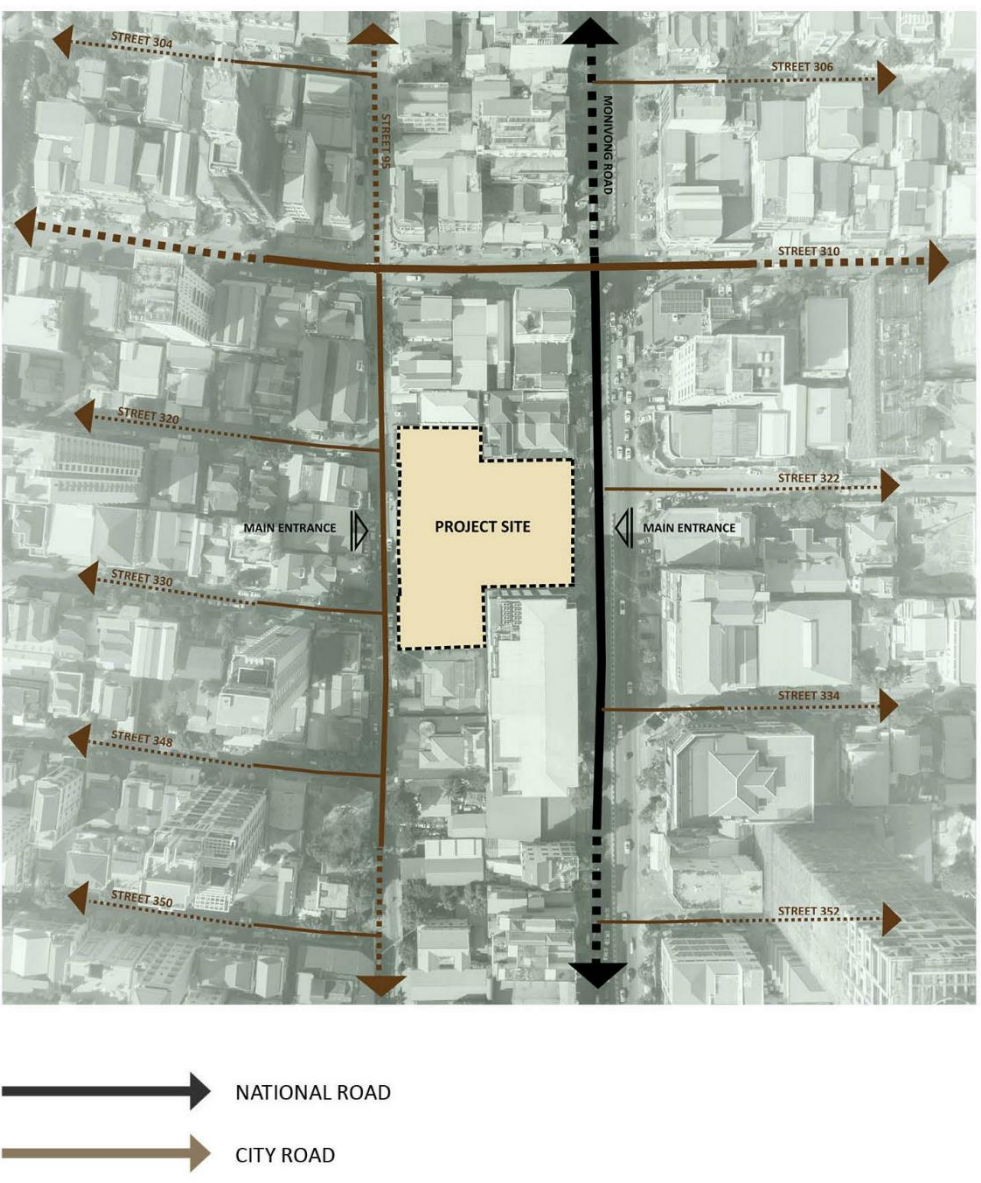 STREET 304
STREET 306
STREET 95
MONIVONG ROAD
STREET 310
STREET 320
STREET 322
MAIN ENTRANCE
PROJECT SITE
MAIN ENTRANCE
STREET 330
STREET 334
STREET 348
STREET 350
STREET 352
NATIONAL ROAD
CITY ROAD